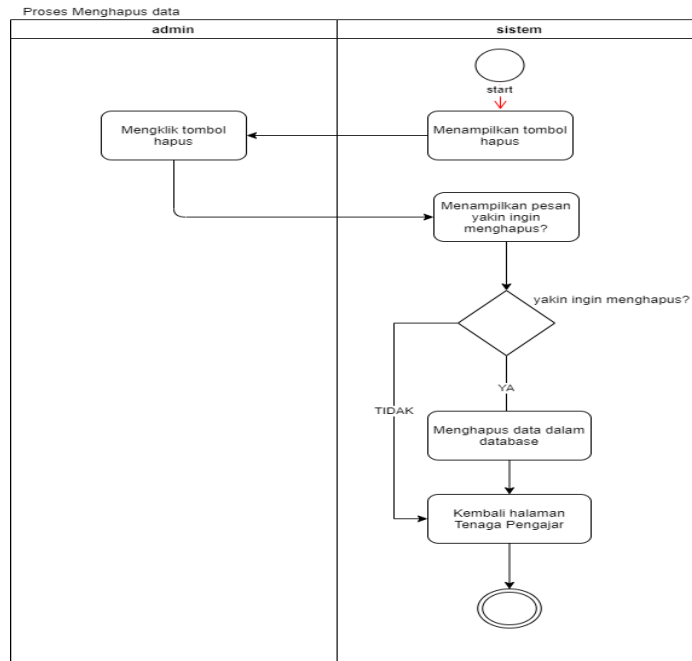 Proses Menghapus data
admin
sistem
start
Menampilkan tombol
hapus
Mengklik tombol
hapus
Menampilkan pesan
yakin ingin
menghapus?
yakin ingin menghapus?
YA
TIDAK
Menghapus data dalam
database
Kembali halaman
Tenaga Pengajar